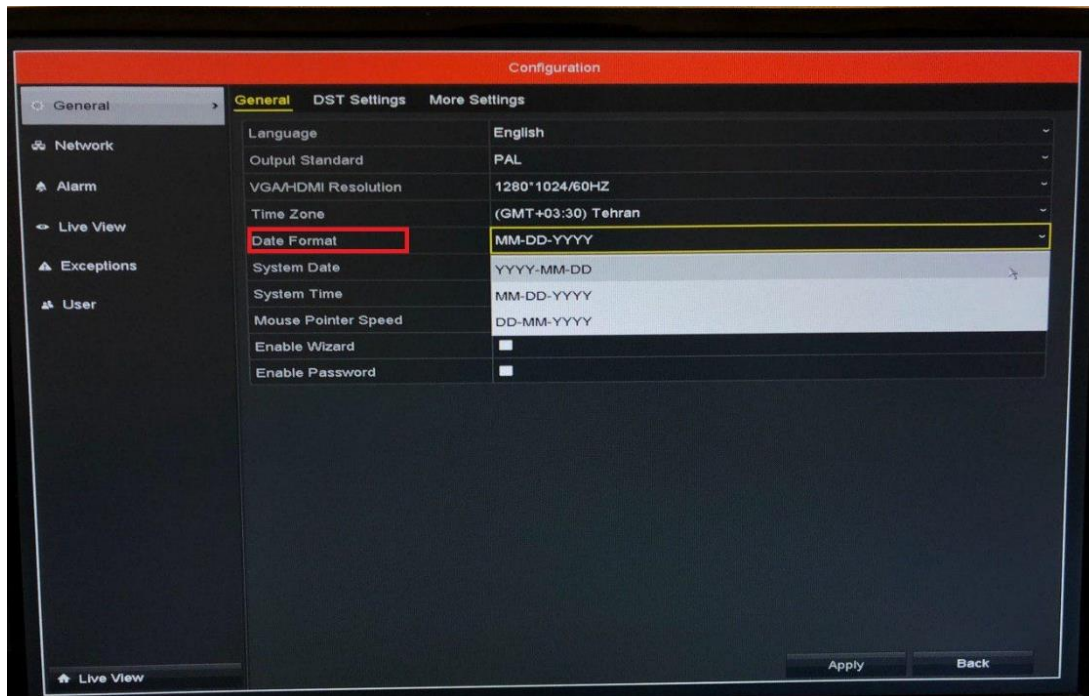 Configuration
General
Network
Alarm
Live View
Exceptions
User
General DST Settings More Settings
Language English
Output Standard PAL
VGA/HDMI Resolution 1280*1024/60HZ
Time Zone (GMT+03:30) Tehran
Date Format MM-DD-YYYY
System Date YYYY-MM-DD
System Time MM-DD-YYYY
Mouse Pointer Speed DD-MM-YYYY
Enable Wizard
Enable Password
Live View
Apply Back